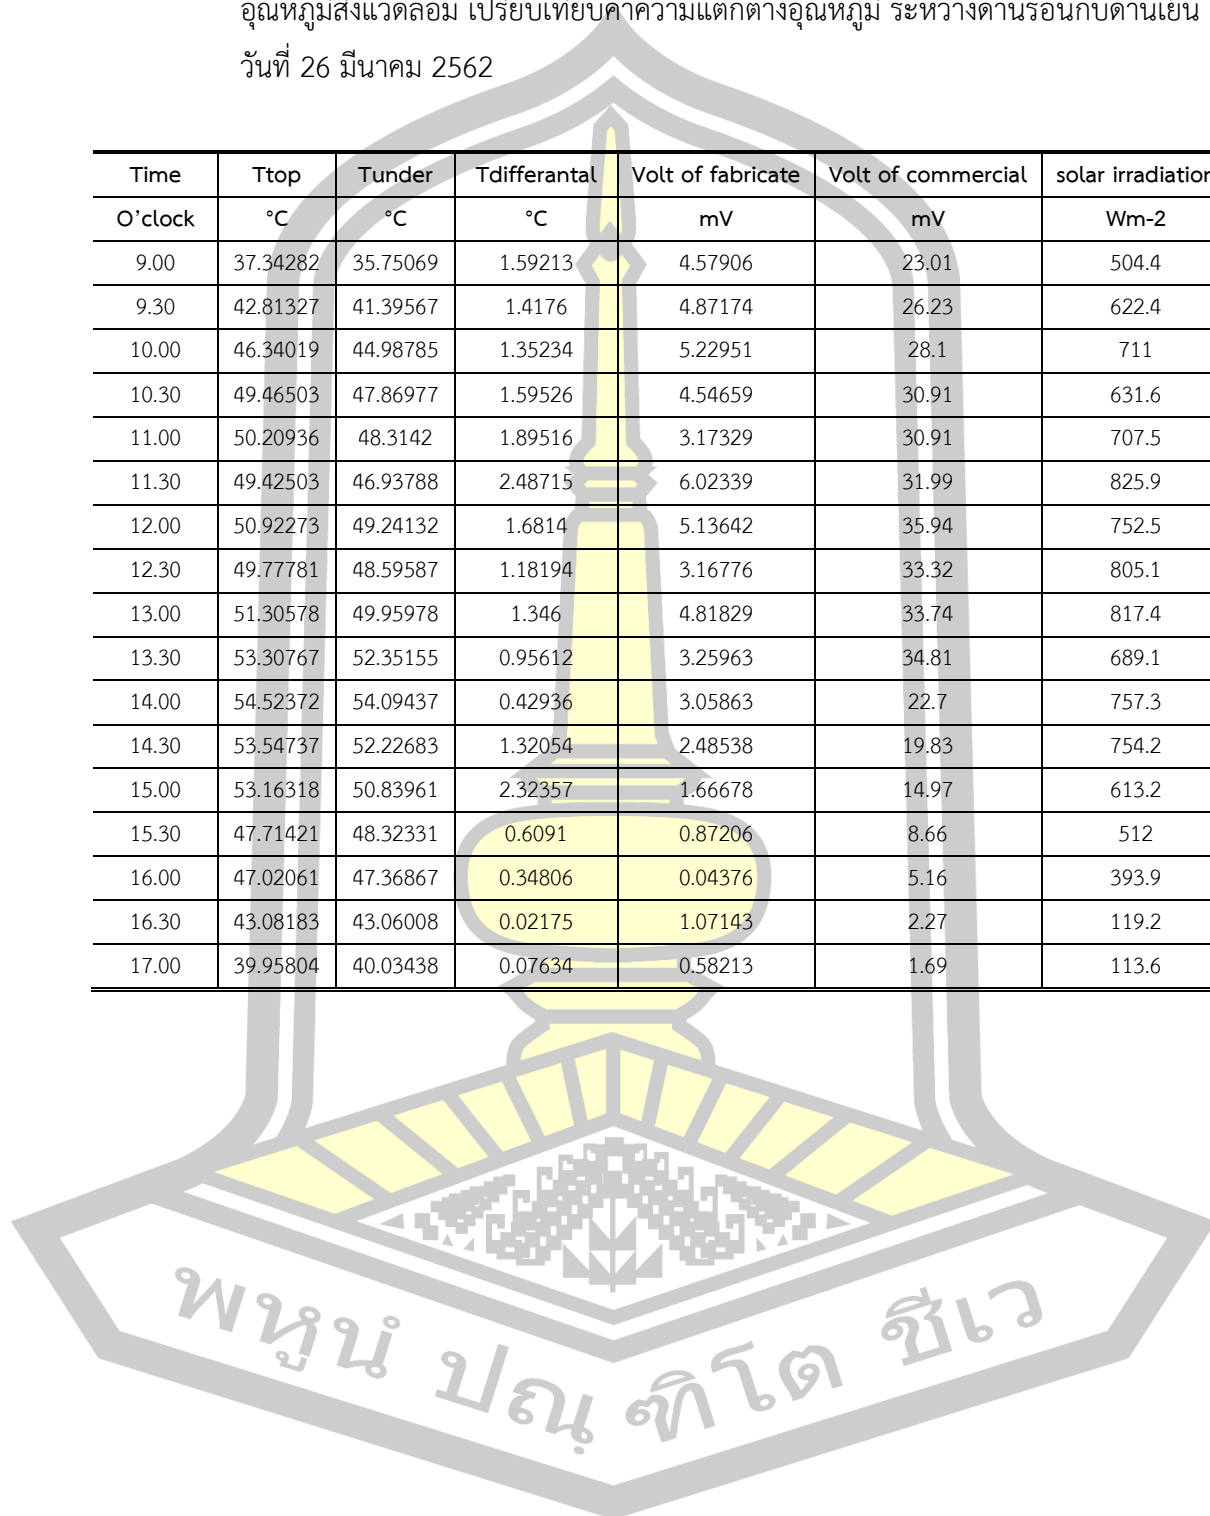 อุณหภูมิสิ่งแวดล้อม เปรียบเทียบค่าความแตกต่างอุณหภูมิ ระหว่างด้านร้อนกับด้านเย็น
วันที่ 26 มีนาคม 2562
Time Ttop Tunder Tdifferantal Volt of fabricate Volt of commercial solar irradiation
O'clock °C °C °C mV mV Wm-2
9.00 37.34282 35.75069 1.59213 4.57906 23.01 504.4
9.30 42.81327 41.39567 1.4176 4.87174 26.23 622.4
10.00 46.34019 44.98785 1.35234 5.22951 28.1 711
10.30 49.46503 47.86977 1.59526 4.54659 30.91 631.6
11.00 50.20936 48.3142 1.89516 3.17329 30.91 707.5
11.30 49.42503 46.93788 2.48715 6.02339 31.99 825.9
12.00 50.92273 49.24132 1.6814 5.13642 35.94 752.5
12.30 49.77781 48.59587 1.18194 3.16776 33.32 805.1
13.00 51.30578 49.95978 1.346 4.81829 33.74 817.4
13.30 53.30767 52.35155 0.95612 3.25963 34.81 689.1
14.00 54.52372 54.09437 0.42936 3.05863 22.7 757.3
14.30 53.54737 52.22683 1.32054 2.48538 19.83 754.2
15.00 53.16318 50.83961 2.32357 1.66678 14.97 613.2
15.30 47.71421 48.32331 0.6091 0.87206 8.66 512
16.00 47.02061 47.36867 0.34806 0.04376 5.16 393.9
16.30 43.08183 43.06008 0.02175 1.07143 2.27 119.2
17.00 39.95804 40.03438 0.07634 0.58213 1.69 113.6
พหูนํ ปณฺฑิโต ชีเว